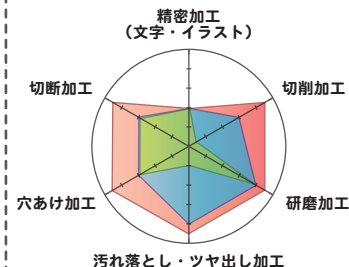 精密加工
（文字・イラスト）
切断加工
切削加工
穴あけ加工
研磨加工
汚れ落とし・ツヤ出し加工